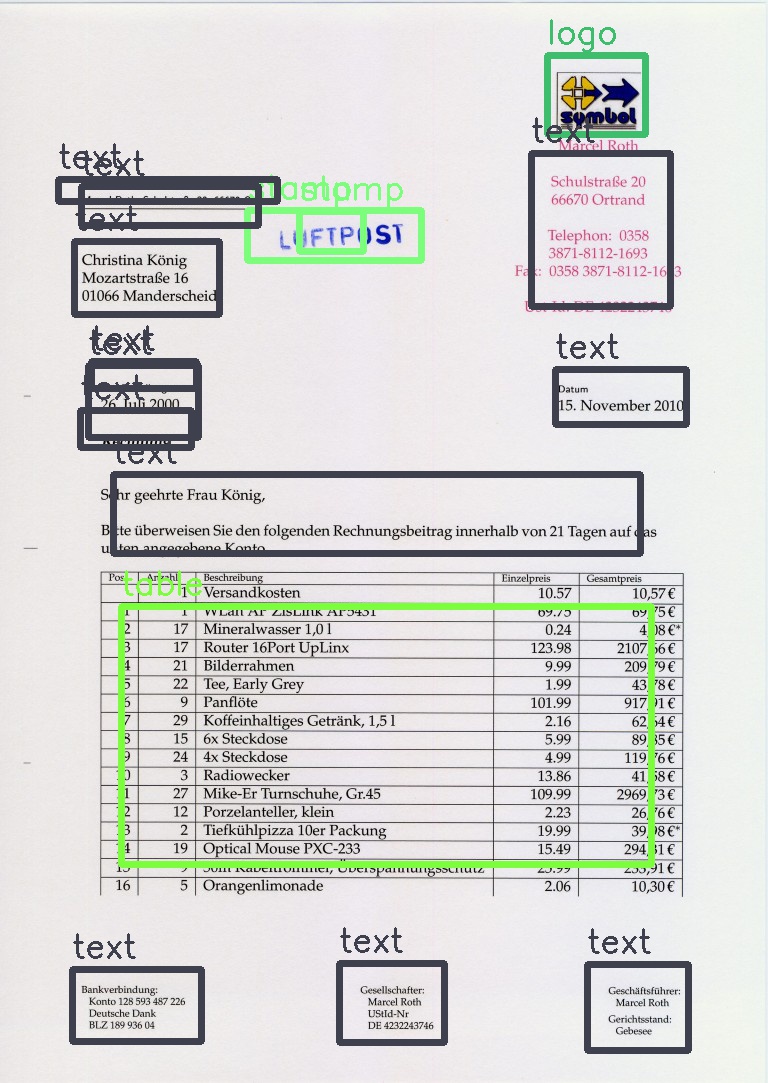 logo
symbol
text
Marcel Roth
Schulstraße 20
66670 Ortrand
Telephon: 0358
3871-8112-1693
Fax: 0358 3871-8112-1693
text
text
stamp
stamp
LUFTPOST
text
Christina König
Mozartstraße 16
01066 Manderscheid
text
text
26. Juli 2000
text
text
Datum
15. November 2010
text
Sehr geehrte Frau König,
Bitte überweisen Sie den folgenden Rechnungsbeitrag innerhalb von 21 Tagen auf das
unten angegebene Konto
table
Pos. Anzahl Beschreibung Einzelpreis Gesamtpreis
1 Versandkosten 10.57 10,57 €
1 1 WLan AP ZisLink AP5431 69.75 69,75 €
2 17 Mineralwasser 1,0 l 0.24 4,08 €*
3 17 Router 16Port UpLinx 123.98 2107,66 €
4 21 Bilderrahmen 9.99 209,79 €
5 22 Tee, Early Grey 1.99 43,78 €
6 9 Panflöte 101.99 917,91 €
7 29 Koffeinhaltiges Getränk, 1,5 l 2.16 62,64 €
8 15 6x Steckdose 5.99 89,85 €
9 24 4x Steckdose 4.99 119,76 €
10 3 Radiowecker 13.86 41,58 €
11 27 Mike-Er Turnschuhe, Gr.45 109.99 2969,73 €
12 12 Porzelanteller, klein 2.23 26,76 €
13 2 Tiefkühlpizza 10er Packung 19.99 39,98 €*
14 19 Optical Mouse PXC-233 15.49 294,31 €
15 9 50m Kabeltrommel, Überspannungsschutz 25.99 233,91 €
16 5 Orangenlimonade 2.06 10,30 €
text
Bankverbindung:
Konto 128 593 487 226
Deutsche Dank
BLZ 189 936 04
text
Gesellschafter:
Marcel Roth
UStId-Nr
DE 4232443746
text
Geschäftsführer:
Marcel Roth
Gerichtsstand:
Gebesee